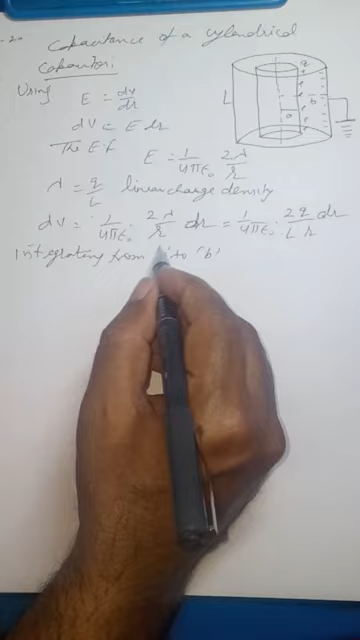 Capacitance of a cylindrical
Capacitor:
Using E = dv/dr
dv = E dr
The E.f E = 1/4πε₀ 2λ/r
λ = q/L linear charge density
dv = 1/4πε₀ · 2λ/r dr = 1/4πε₀ · 2q/L dr/r
Integrating from to 'b'
L
q
a
b